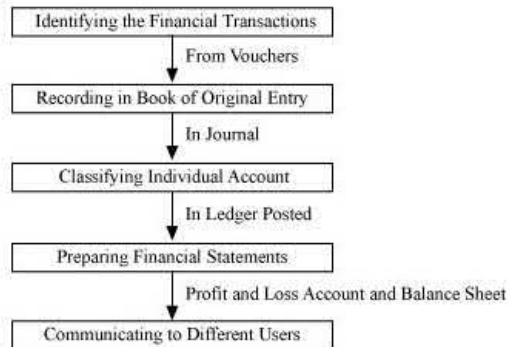 Identifying the Financial Transactions
From Vouchers
Recording in Book of Original Entry
In Journal
Classifying Individual Account
In Ledger Posted
Preparing Financial Statements
Profit and Loss Account and Balance Sheet
Communicating to Different Users